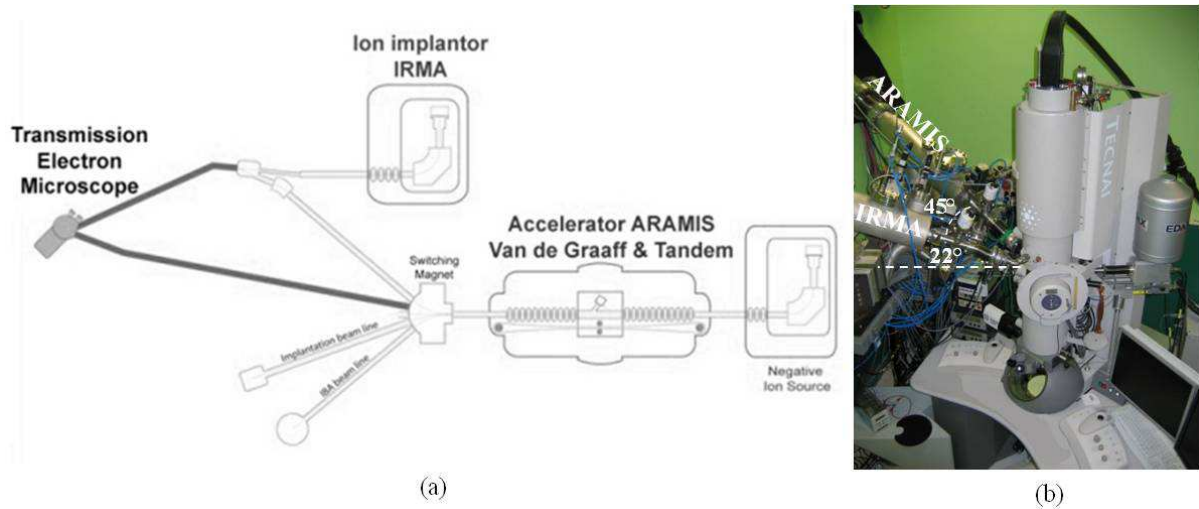 Ion implantor
IRMA
Transmission
Electron
Microscope
Accelerator ARAMIS
Van de Graaff & Tandem
Switching
Magnet
Implantation beam line
IBA beam line
Negative
Ion Source
(a)
ARAMIS
TECNAI
45°
IRMA
22°
EDA
(b)